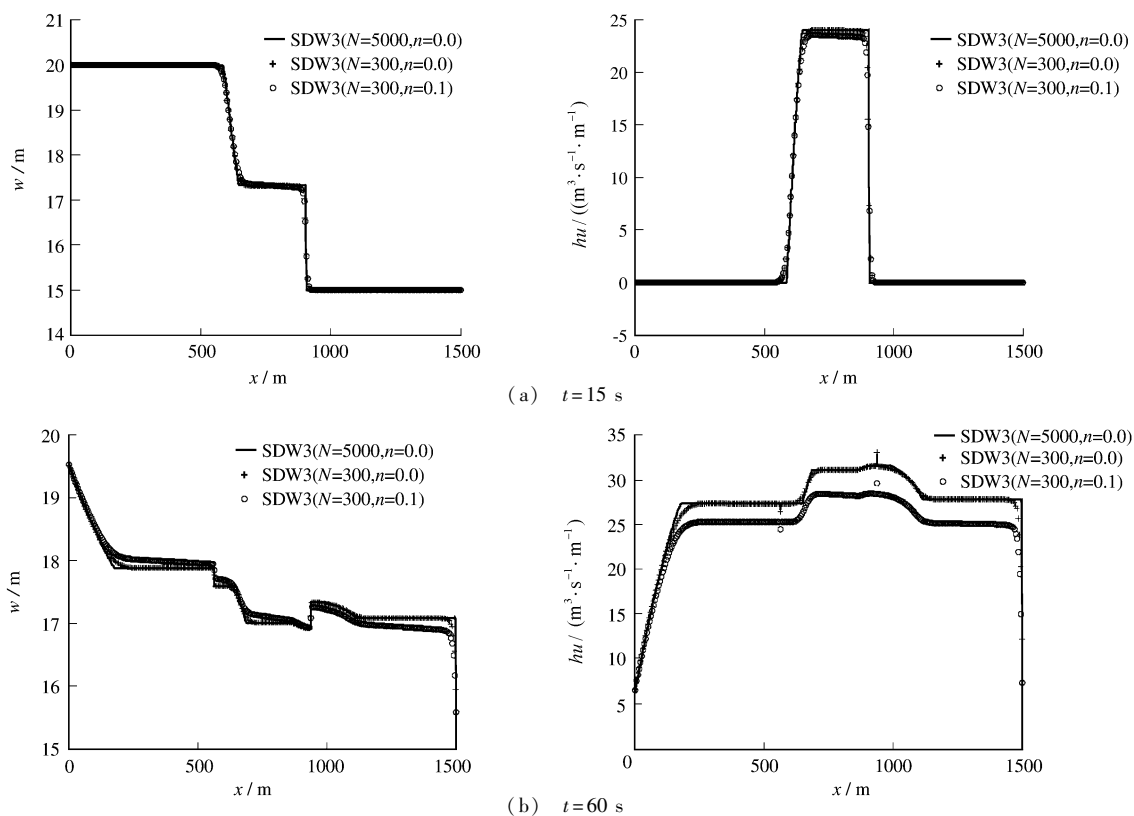 21
20
19
18
17
16
15
14
w / m
0
500
1000
1500
x / m
SDW3(N=5000,n=0.0)
SDW3(N=300,n=0.0)
SDW3(N=300,n=0.1)
25
20
15
10
5
0
-5
hu / ((m³·s⁻¹·m⁻¹)
0
500
1000
1500
x / m
SDW3(N=5000,n=0.0)
SDW3(N=300,n=0.0)
SDW3(N=300,n=0.1)
(a) t=15 s
20
19
18
17
16
15
w / m
0
500
1000
1500
x / m
SDW3(N=5000,n=0.0)
SDW3(N=300,n=0.0)
SDW3(N=300,n=0.1)
35
30
25
20
15
10
5
0
hu / (m³·s⁻¹·m⁻¹)
500
1000
1500
x / m
SDW3(N=5000,n=0.0)
SDW3(N=300,n=0.0)
SDW3(N=300,n=0.1)
(b) t=60 s